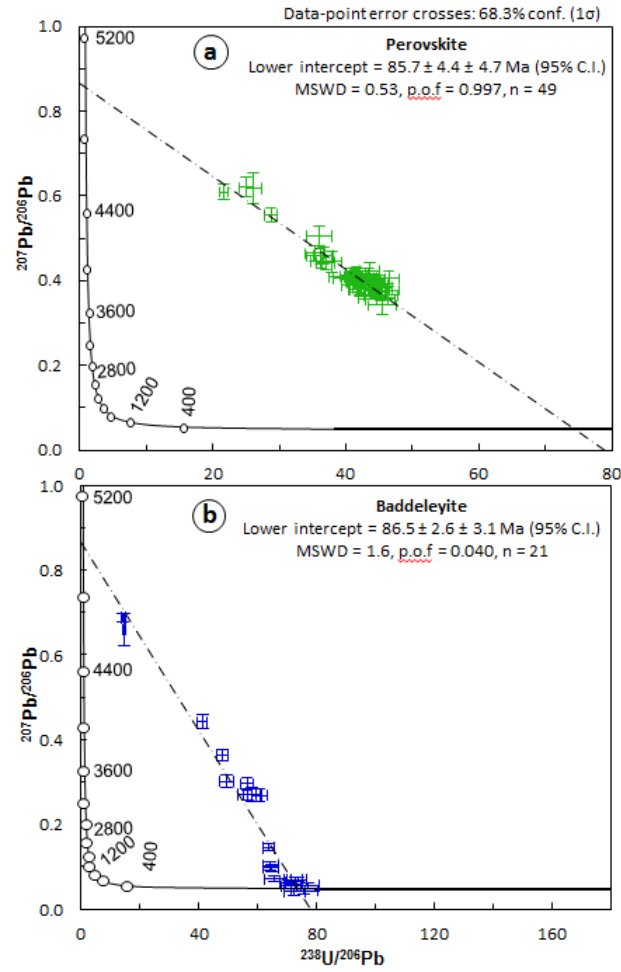 Data-point error crosses: 68.3% conf. (1σ)
a
Perovskite
Lower intercept = 85.7 ± 4.4 ± 4.7 Ma (95% C.I.)
MSWD = 0.53, p.o.f = 0.997, n = 49
1.0
0.8
0.6
0.4
0.2
0.0
207Pb/206Pb
5200
4400
3600
2800
1200
400
0
20
40
60
80
b
Baddeleyite
Lower intercept = 86.5 ± 2.6 ± 3.1 Ma (95% C.I.)
MSWD = 1.6, p.o.f = 0.040, n = 21
1.0
0.8
0.6
0.4
0.2
0.0
207Pb/206Pb
5200
4400
3600
2800
1200
400
0
40
80
120
160
238U/206Pb